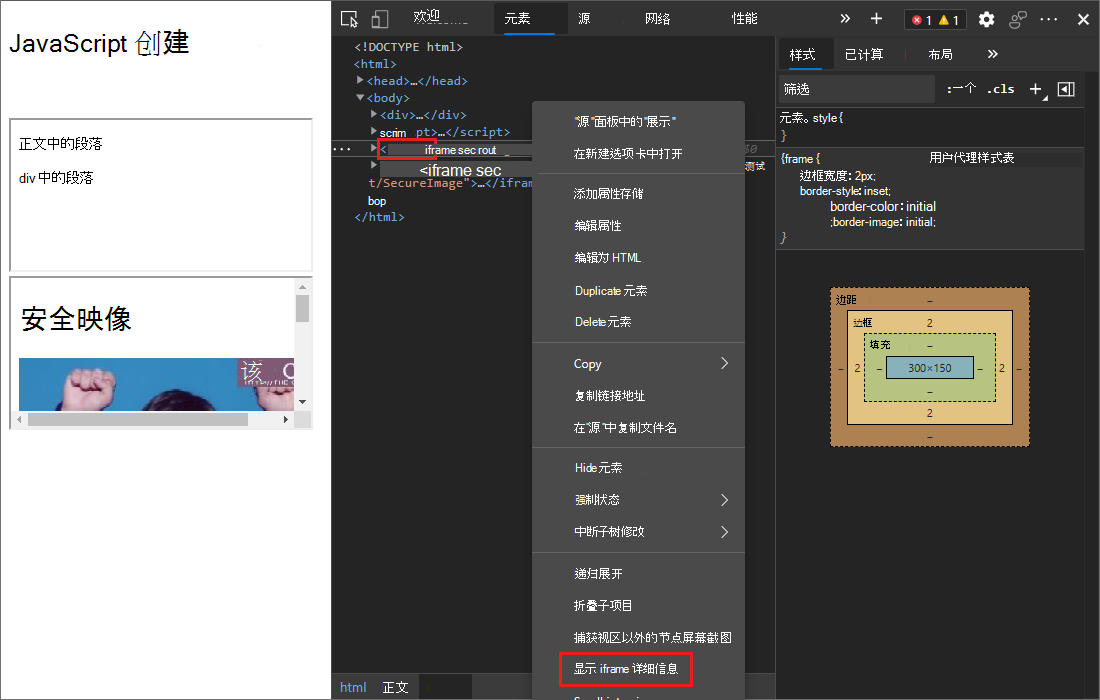 JavaScript 创建
正文中的段落
div 中的段落
安全映像
该
欢迎
元素
源
网络
性能
1
1
<!DOCTYPE html>
<html>
<head>…</head>
<body>
<div>…</div>
scrim pt>…</script>
< iframe sec rout
$0
<iframe sec
测试
t/SecureImage">…</ifram
bop
</html>
html
正文
"源"面板中的"展示"
在新建选项卡中打开
添加属性存储
编辑属性
编辑为 HTML
Duplicate 元素
Delete 元素
Copy
复制链接地址
在"源"中复制文件名
Hide 元素
强制状态
中断子树修改
递归展开
折叠子项目
捕获视区以外的节点屏幕截图
显示 iframe 详细信息
样式
已计算
布局
筛选
:一个
.cls
元素。style {
}
{frame {
用户代理样式表
边框宽度: 2px;
border-style: inset;
border-color : initial
;border-image: initial;
}
边距
–
边框
2
填充
–
–
2
–
300×150
–
2
–
–
2
–